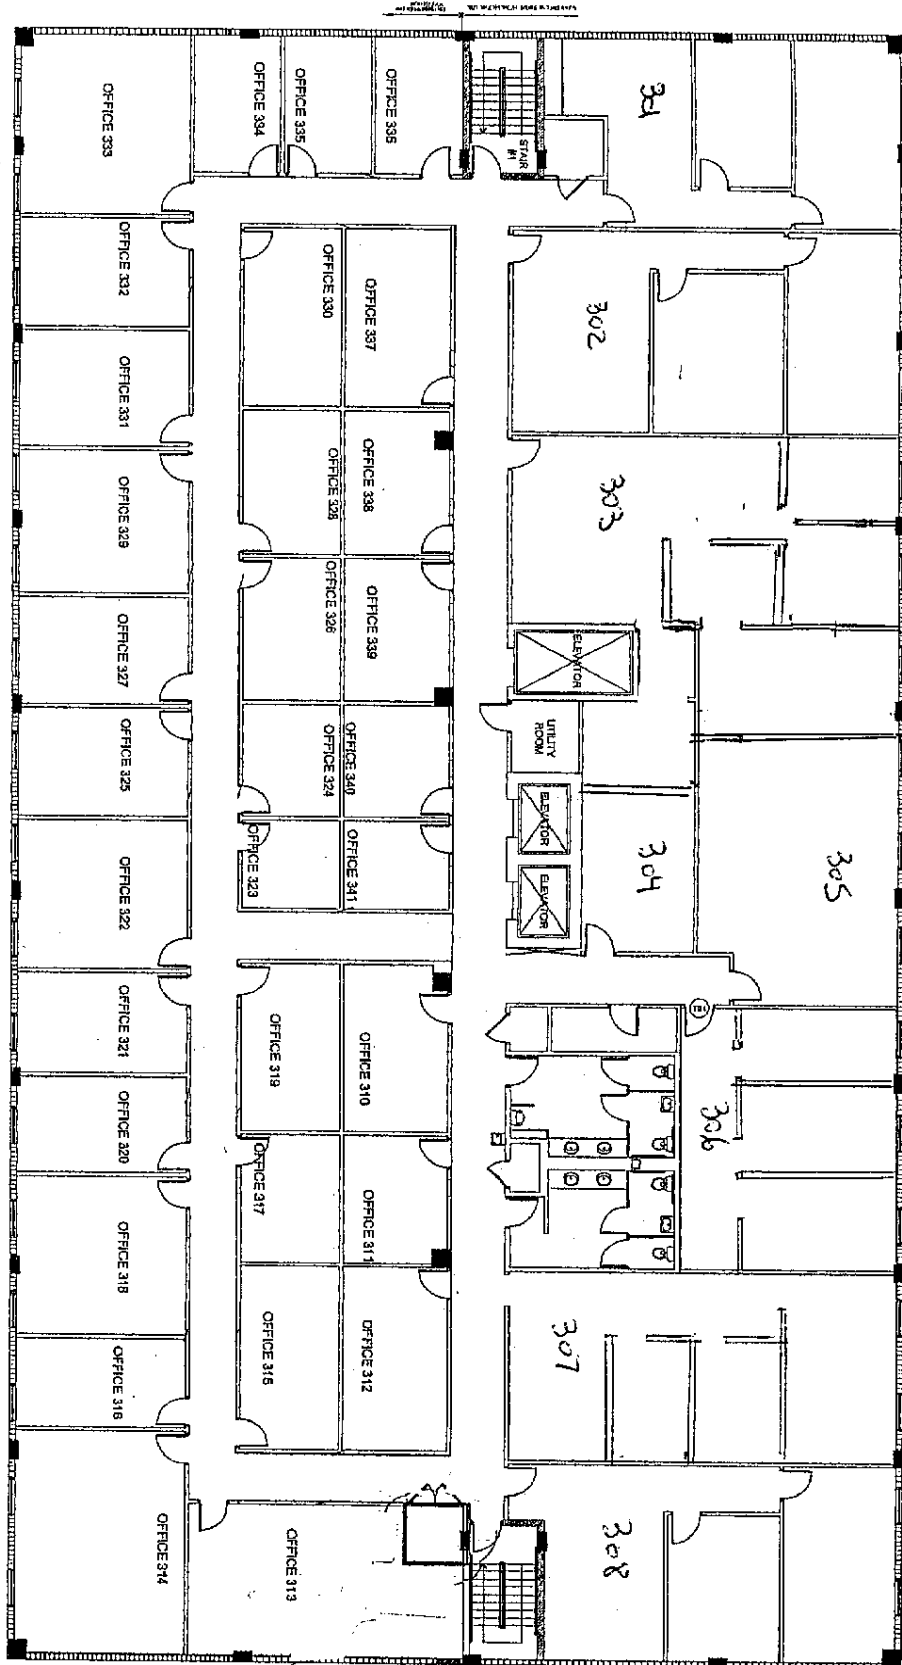 OFFICE 333
OFFICE 334
OFFICE 335
OFFICE 336
STAIR
#1
301
OFFICE 332
OFFICE 330
OFFICE 337
302
OFFICE 331
OFFICE 329
OFFICE 328
OFFICE 338
303
OFFICE 327
OFFICE 326
OFFICE 339
ELEVATOR
OFFICE 325
OFFICE 324
OFFICE 340
UTILITY
ROOM
ELEVATOR
304
305
OFFICE 322
OFFICE 323
OFFICE 341
ELEVATOR
OFFICE 321
OFFICE 319
OFFICE 310
OFFICE 320
OFFICE 317
OFFICE 311
306
OFFICE 318
OFFICE 316
OFFICE 315
OFFICE 312
307
OFFICE 314
OFFICE 313
308